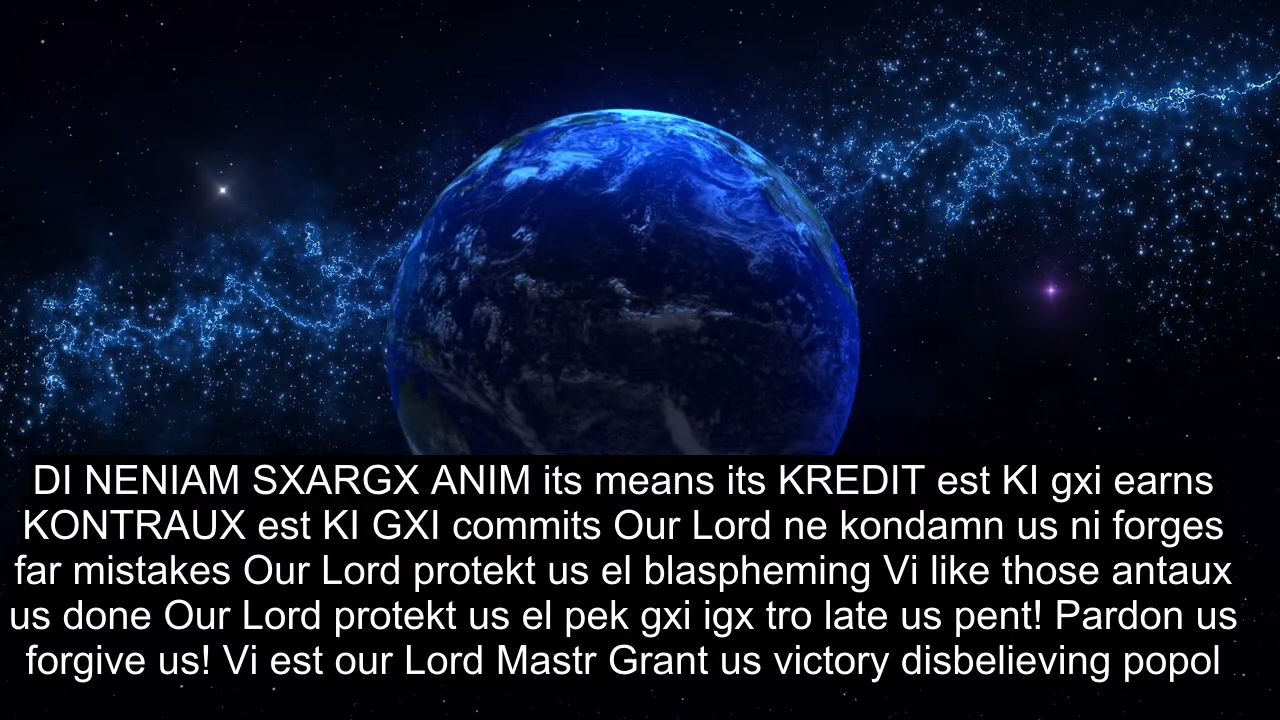 DI NENIAM SXARGX ANIM its means its KREDIT est KI gxi earns
KONTRAUX est KI GXI commits Our Lord ne kondamn us ni forges
far mistakes Our Lord protekt us el blaspheming Vi like those antaux
us done Our Lord protekt us el pek gxi igx tro late us pent! Pardon us
forgive us! Vi est our Lord Mastr Grant us victory disbelieving popol